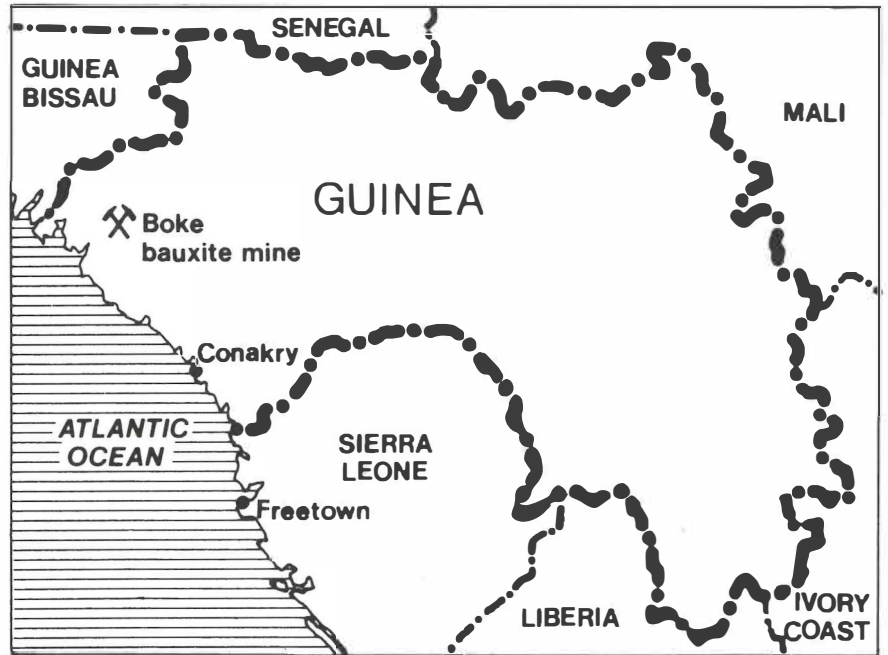 SENEGAL
GUINEA
BISSAU
MALI
GUINEA
Boke
bauxite mine
Conakry
ATLANTIC
OCEAN
SIERRA
LEONE
Freetown
LIBERIA
IVORY
COAST